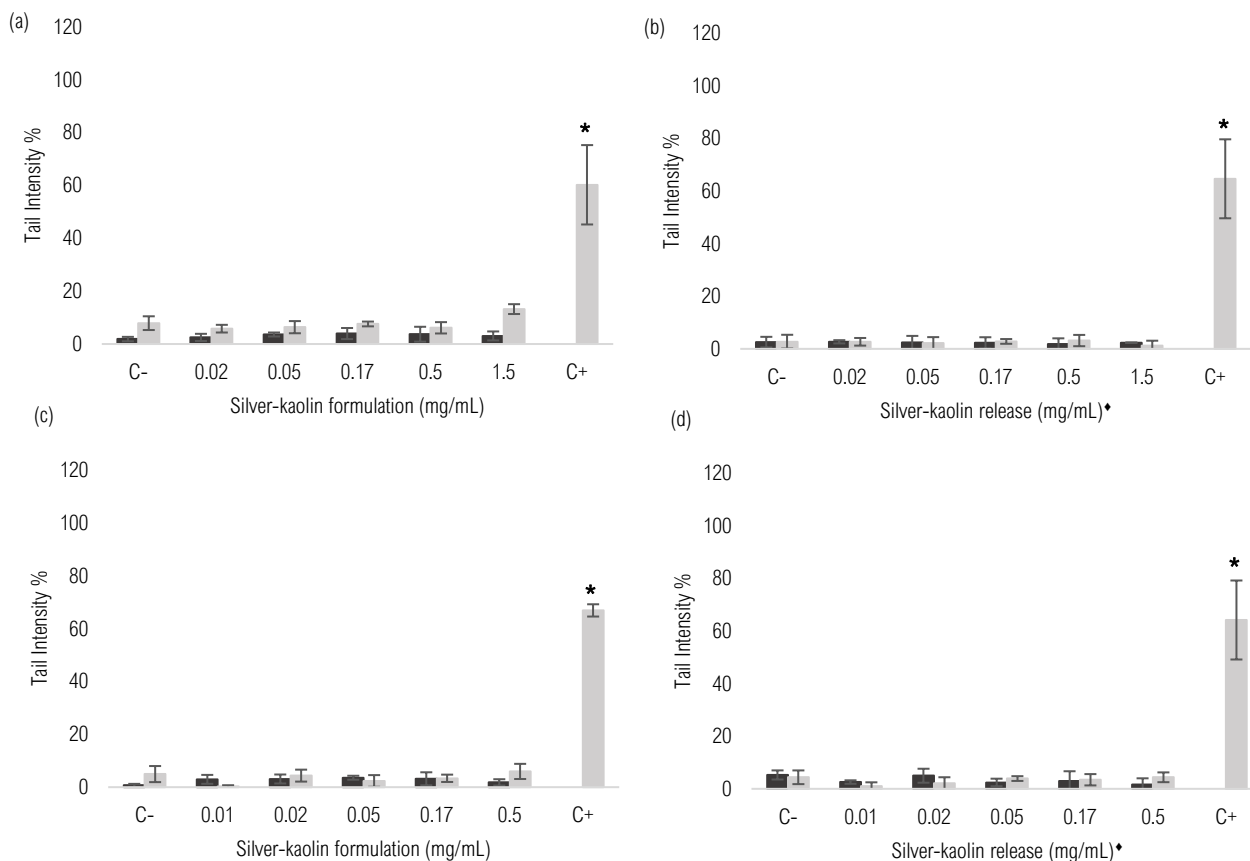 (a)
120
100
80
60
40
20
0
Tail Intensity %
*
C- 0.02 0.05 0.17 0.5 1.5 C+
Silver-kaolin formulation (mg/mL)
(b)
120
100
80
60
40
20
0
Tail Intensity %
*
C- 0.02 0.05 0.17 0.5 1.5 C+
Silver-kaolin release (mg/mL)♦
(c)
120
100
80
60
40
20
0
Tail Intensity %
*
C- 0.01 0.02 0.05 0.17 0.5 C+
Silver-kaolin formulation (mg/mL)
(d)
120
100
80
60
40
20
0
Tail Intensity %
*
C- 0.01 0.02 0.05 0.17 0.5 C+
Silver-kaolin release (mg/mL)♦